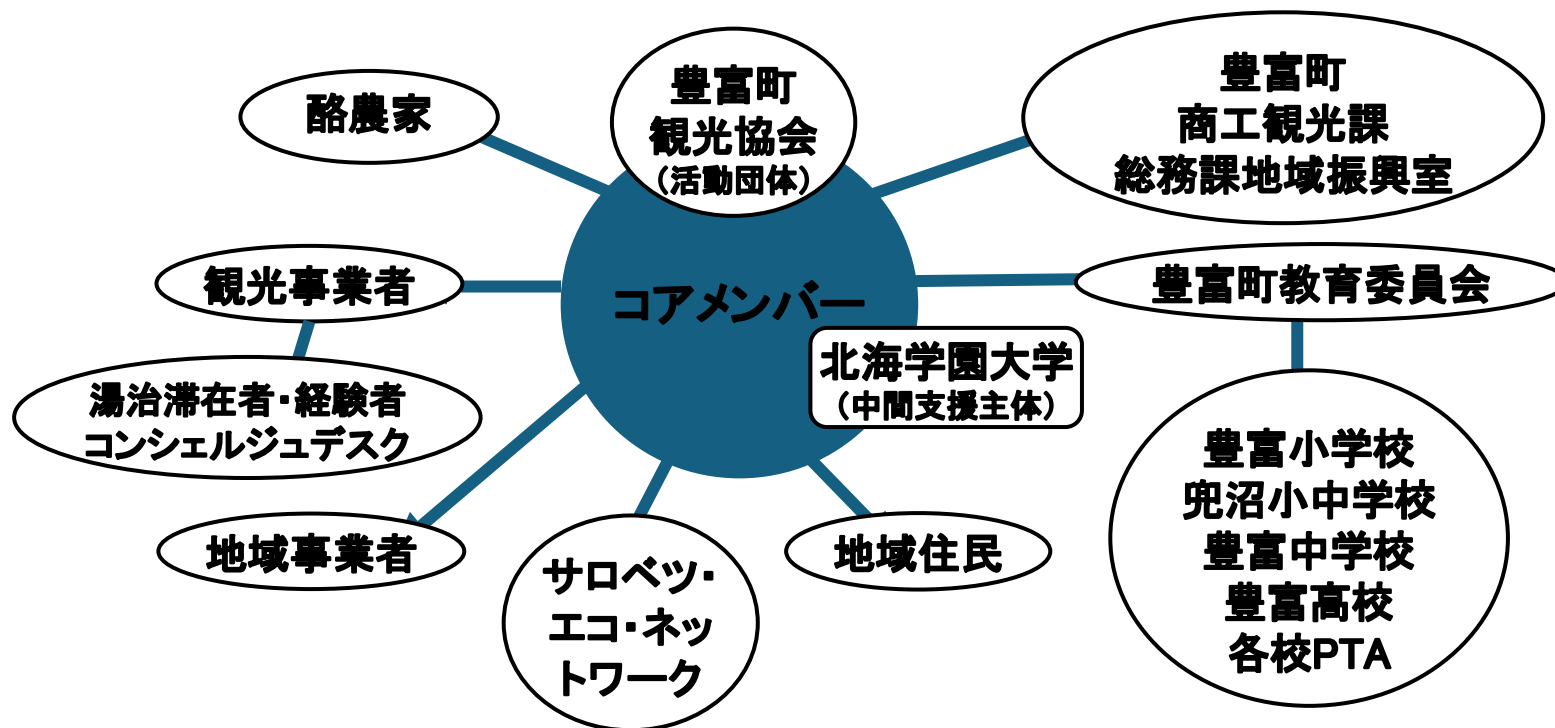 酪農家
豊富町
観光協会
(活動団体)
豊富町
商工観光課
総務課地域振興室
観光事業者
コアメンバー
豊富町教育委員会
湯治滞在者・経験者
コンシェルジュデスク
北海学園大学
(中間支援主体)
地域事業者
サロベツ・
エコ・ネッ
トワーク
地域住民
豊富小学校
兜沼小中学校
豊富中学校
豊富高校
各校PTA